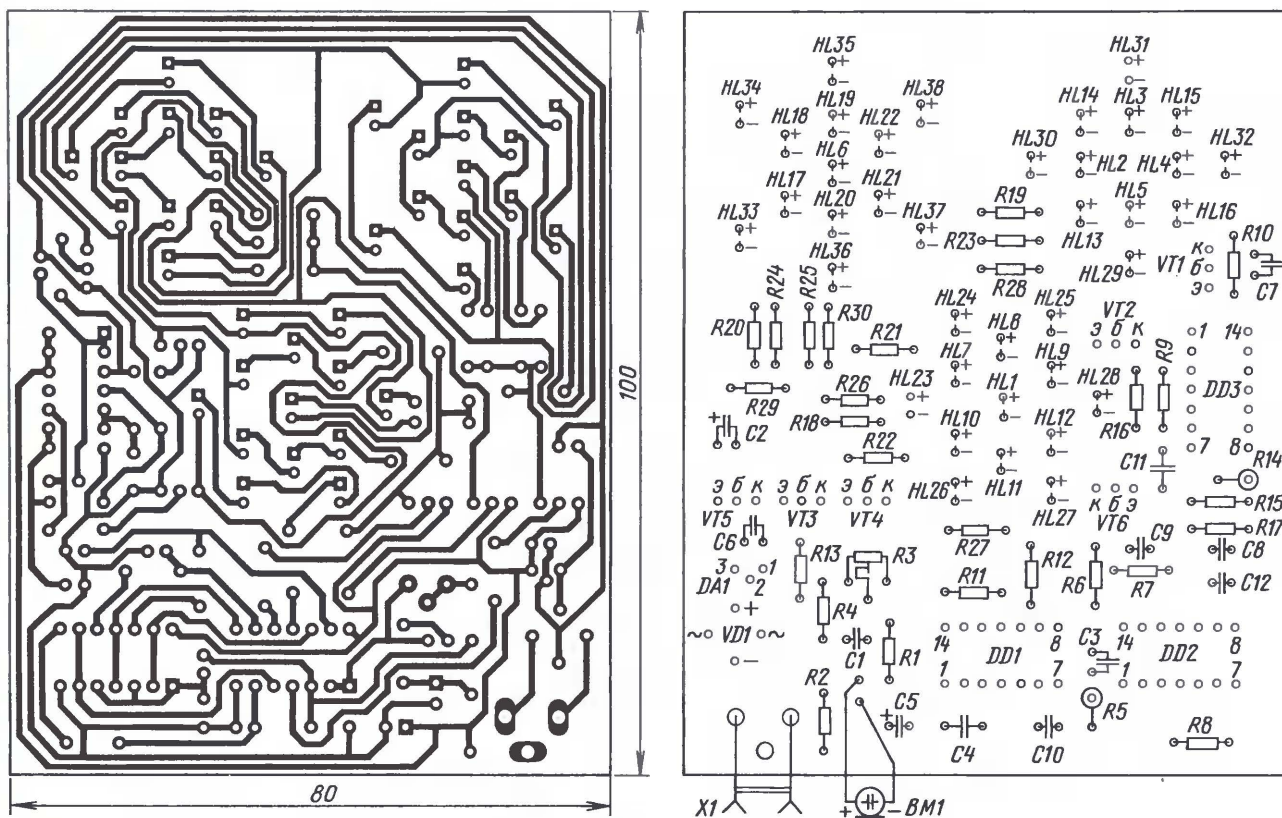 80
100
HL35
HL31
HL34
HL19
HL38
HL14
HL3
HL15
HL18
HL22
HL30
HL32
HL6
HL2
HL4
HL17
HL21
R19
HL5
HL33
HL20
HL37
HL16
R23
HL13
R10
HL36
HL29
VT1
к
б
э
C7
R24
R25
R28
HL24
HL25
VT2
R20
R30
R21
HL8
э б к
1 14
R9
HL7
HL9
DD3
R29
R26
HL23
HL1
HL28
C2
R18
HL10
HL12
R16
7 8
R22
C11
R14
э б к
э б к
э б к
HL26
HL11
к б э
R15
VT5
VT3
VT4
HL27
VT6
R17
C6
R13
R3
R27
R12
C9
C8
3 1
DA1
2
R11
R6
R7
C12
+
R4
~ VD1 ~
14 8
C3
14 8
C1
R1
DD1
DD2
−
1 7
1 7
R2
C5
R5
+
C4
C10
R8
X1
+ − BM1